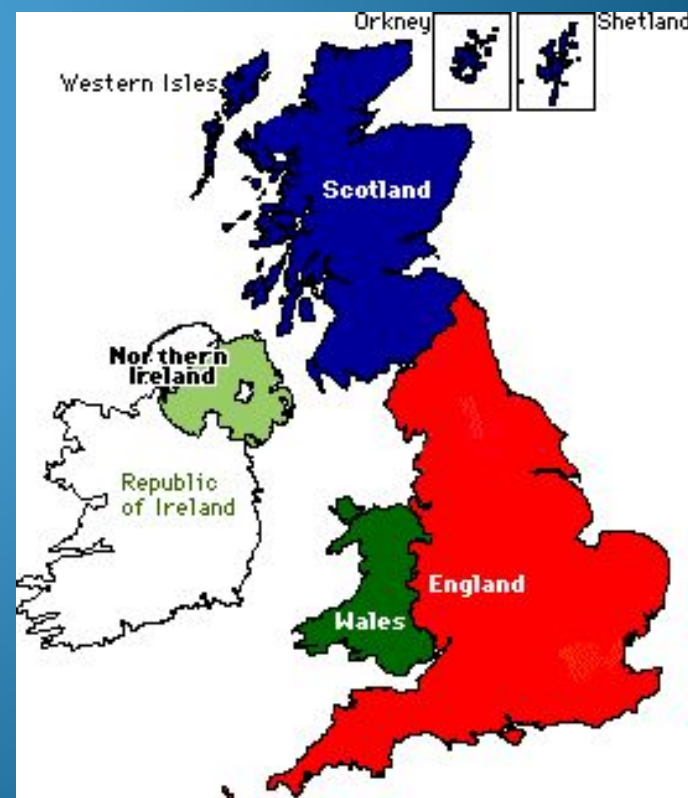 Orkney
Shetland
Western Isles
Scotland
Northern
Ireland
Republic
of Ireland
England
Wales